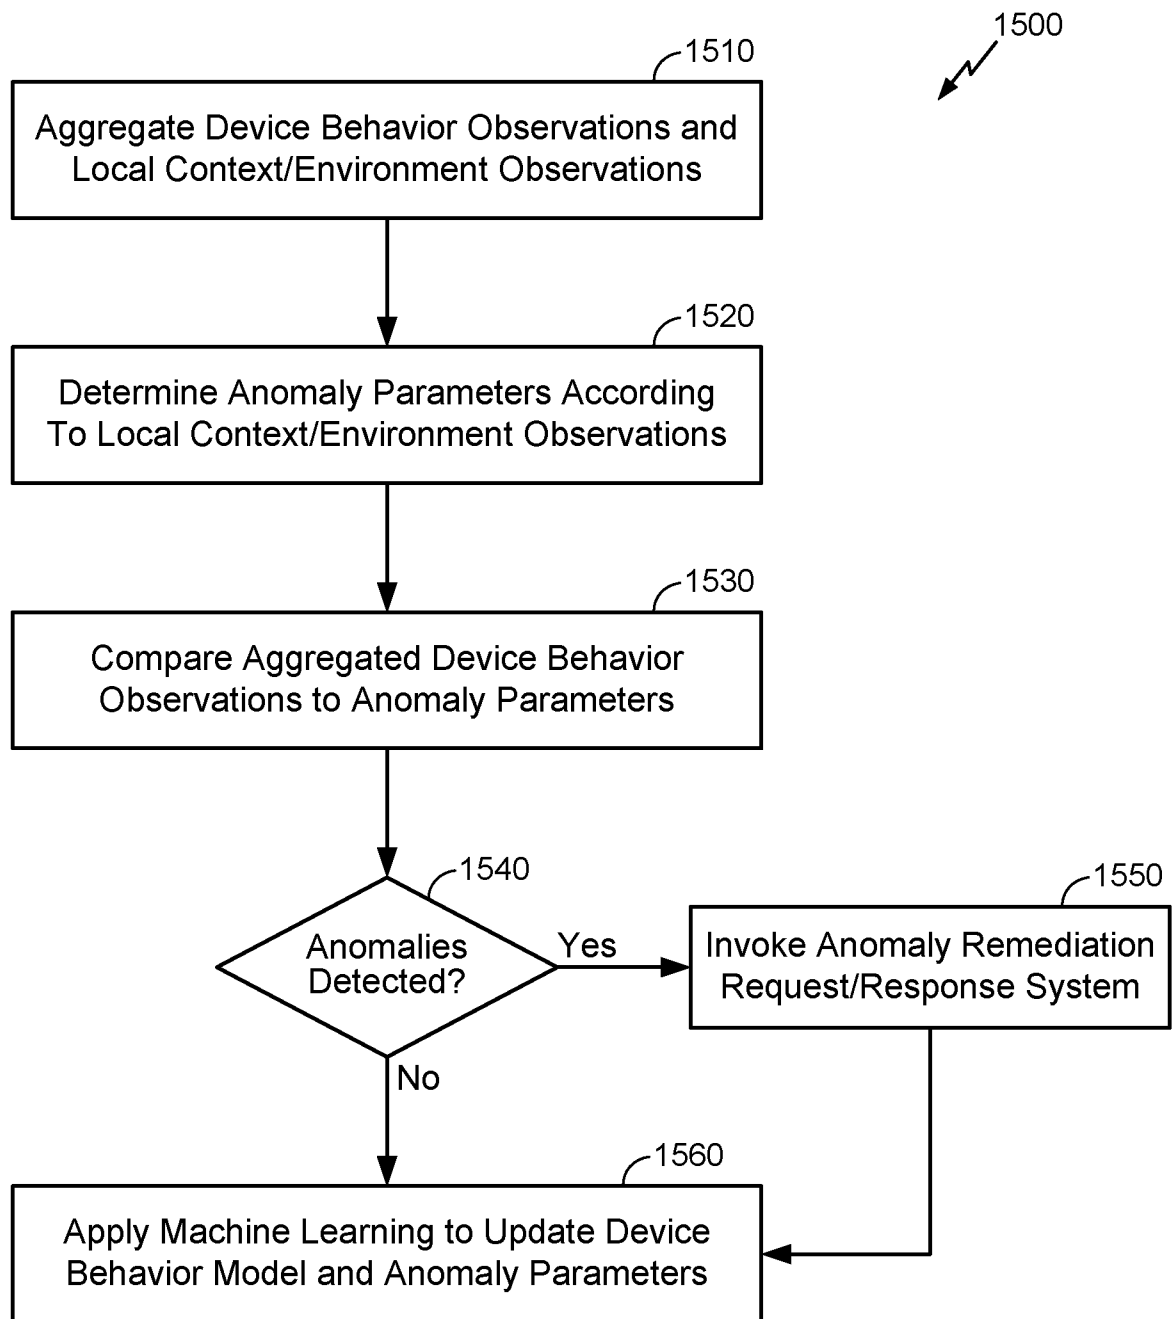 1500
1510
Aggregate Device Behavior Observations and
Local Context/Environment Observations
1520
Determine Anomaly Parameters According
To Local Context/Environment Observations
1530
Compare Aggregated Device Behavior
Observations to Anomaly Parameters
1540
Anomalies
Detected?
Yes
1550
Invoke Anomaly Remediation
Request/Response System
No
1560
Apply Machine Learning to Update Device
Behavior Model and Anomaly Parameters